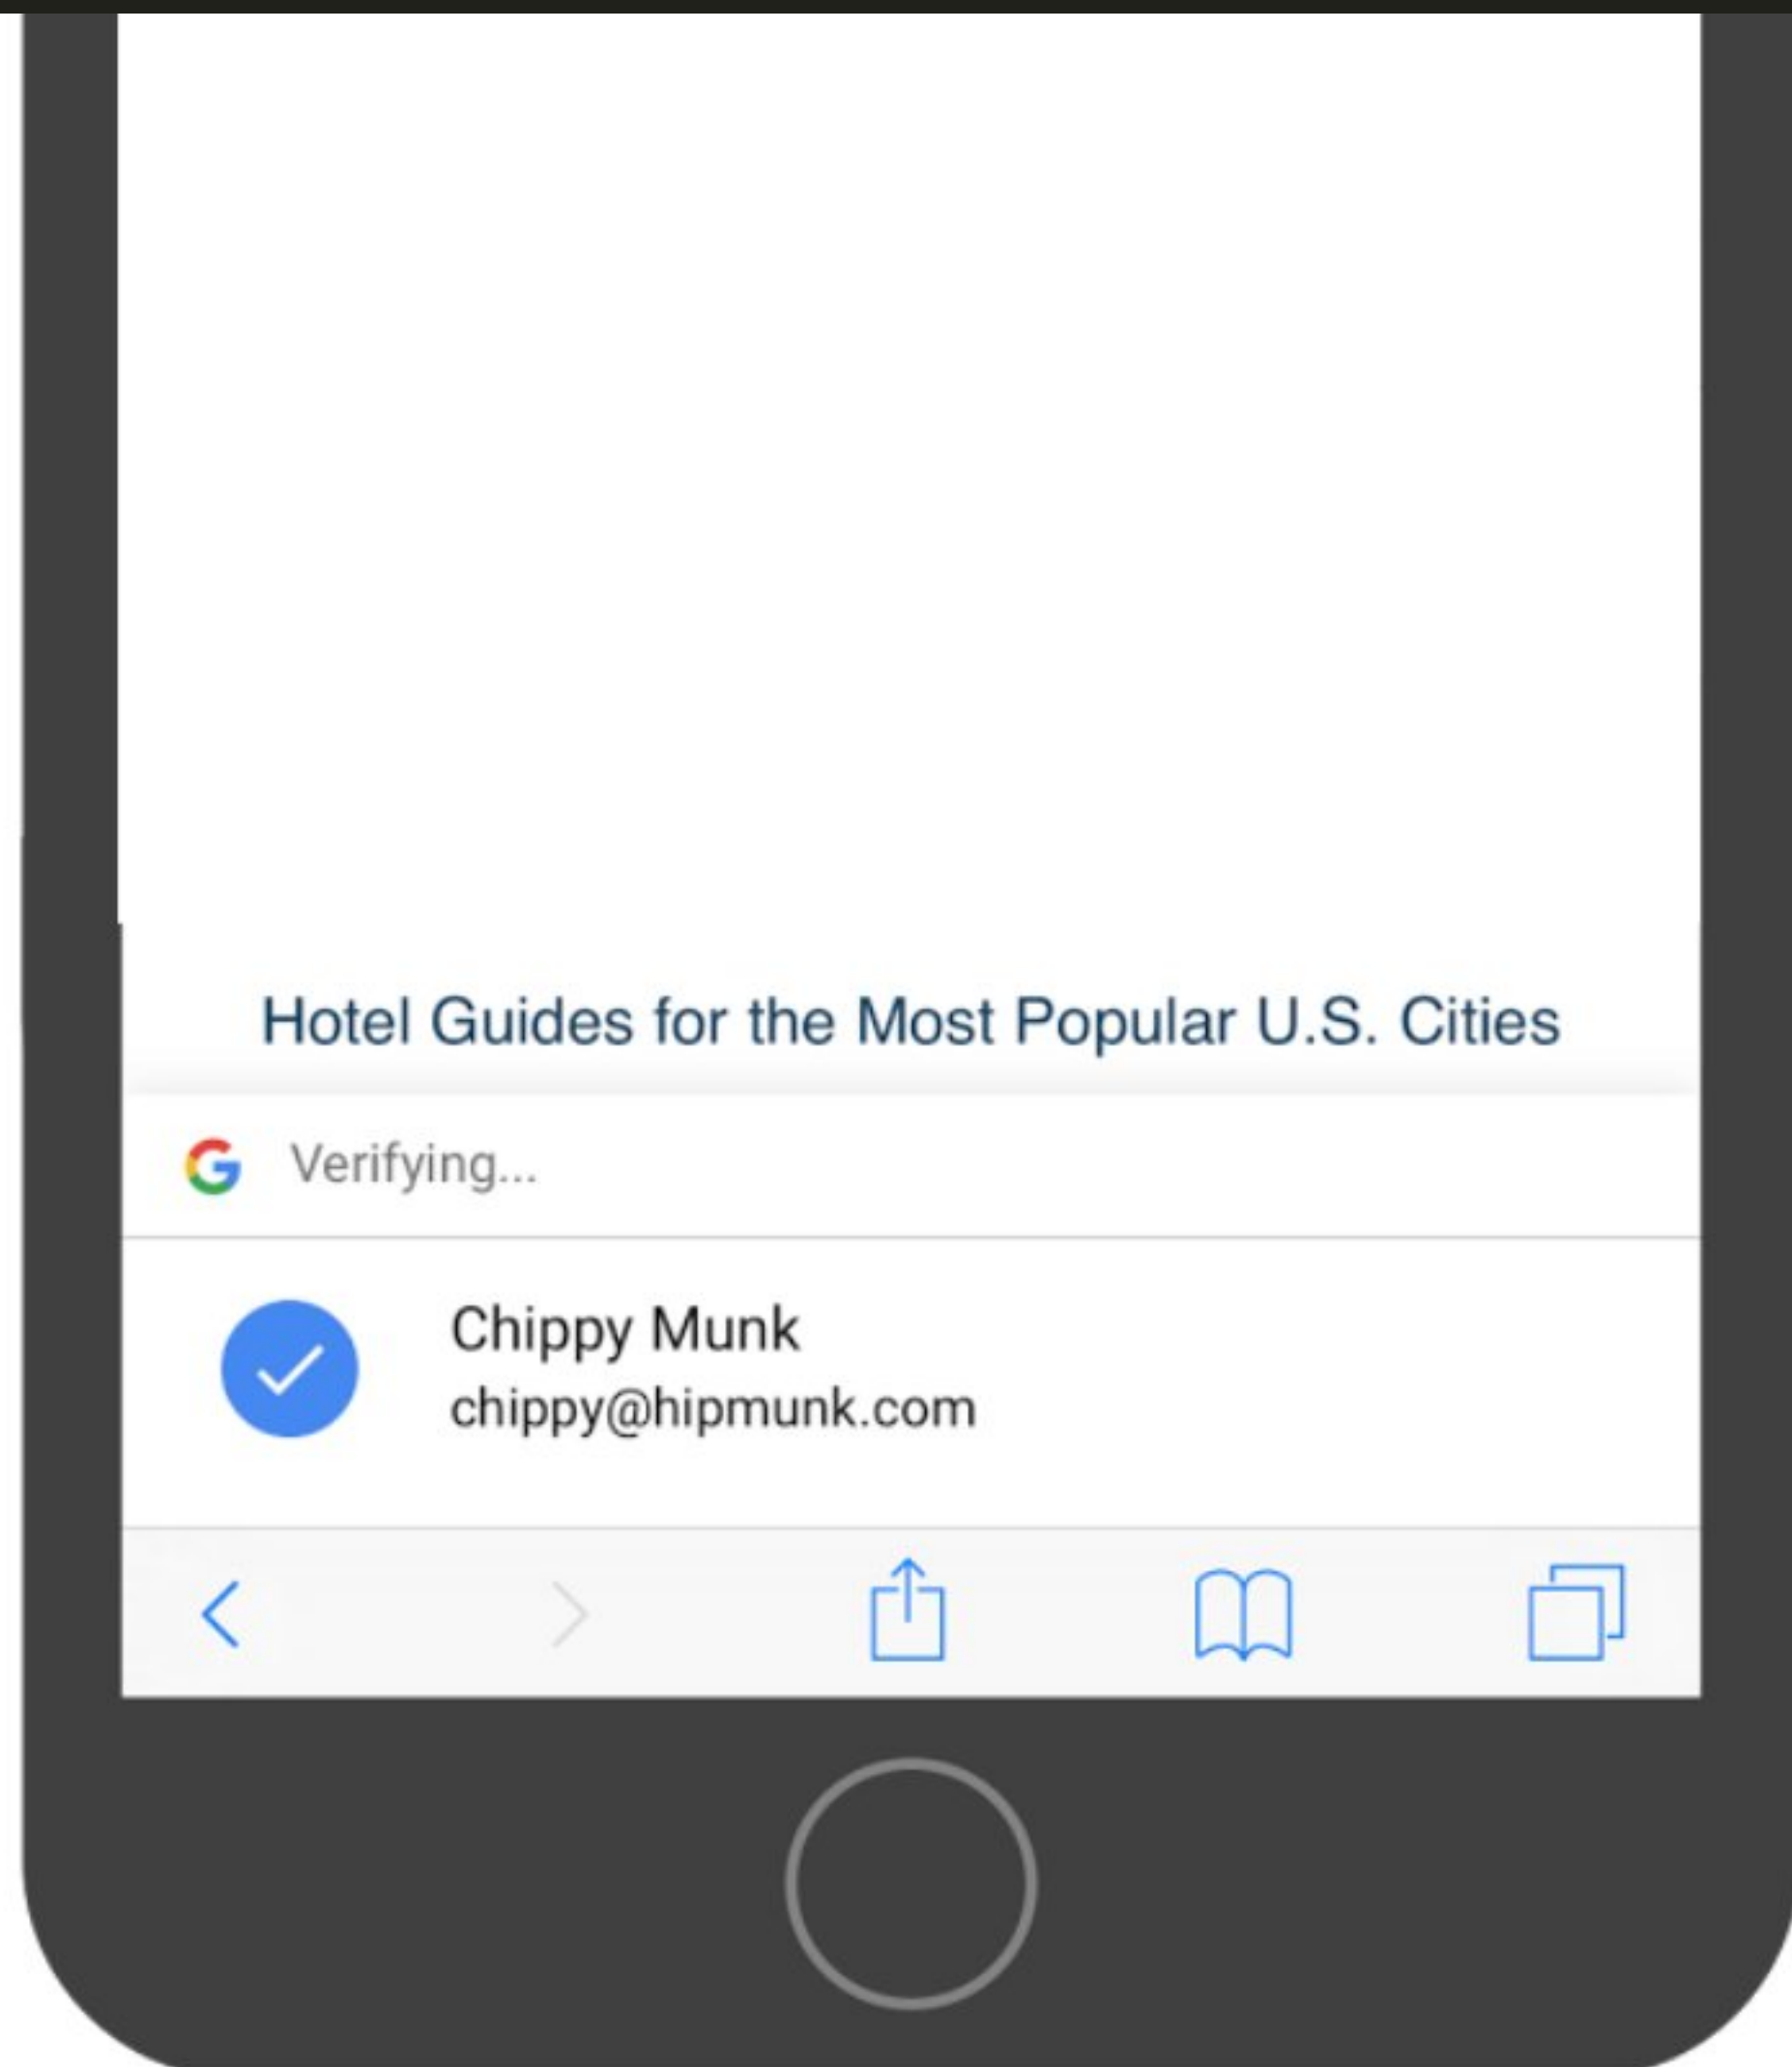 Hotel Guides for the Most Popular U.S. Cities
Verifying...
Chippy Munk
chippy@hipmunk.com